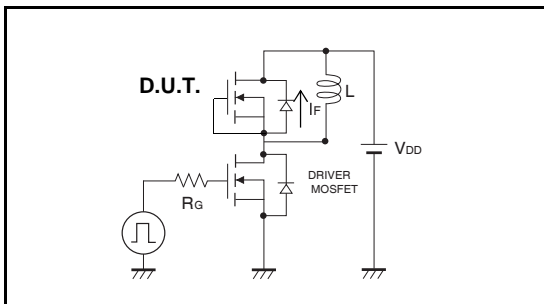 D.U.T.
IF
L
VDD
DRIVER
MOSFET
RG